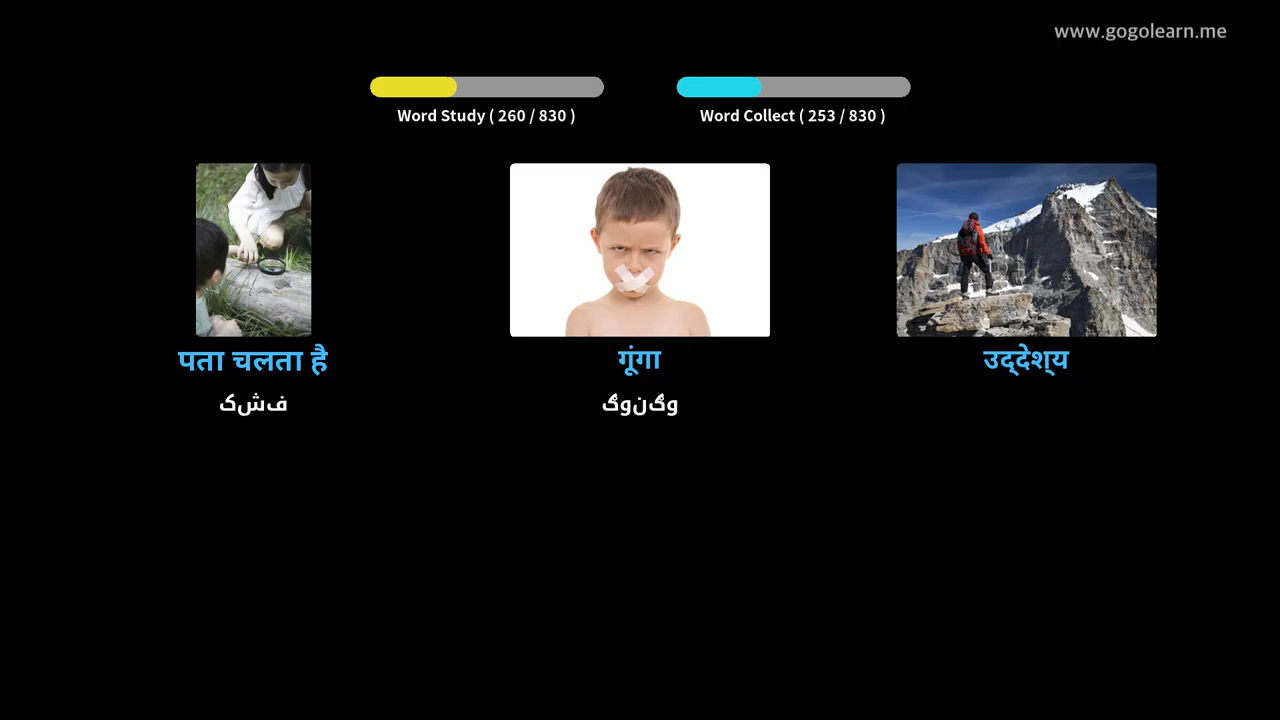 www.gogolearn.me
Word Study ( 260 / 830 )
Word Collect ( 253 / 830 )
पता चलता है
गूंगा
उद्देश्य
فشک
وگنوگ